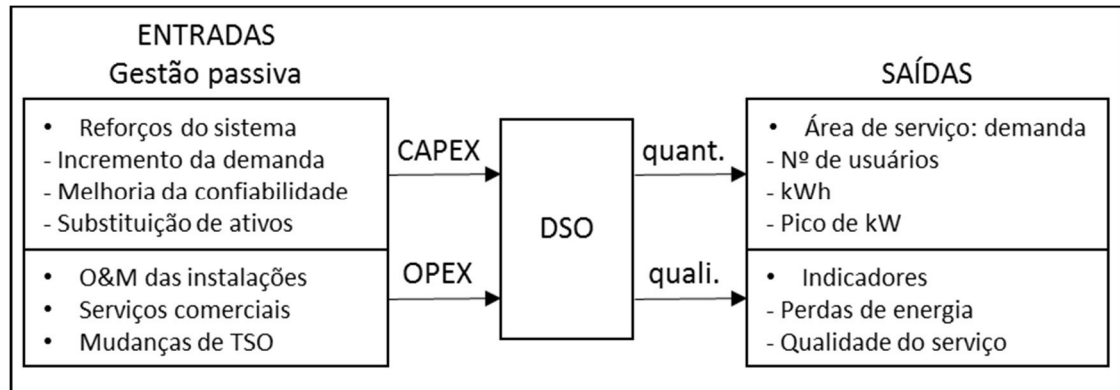 ENTRADAS
Gestão passiva
• Reforços do sistema
- Incremento da demanda
- Melhoria da confiabilidade
- Substituição de ativos
• O&M das instalações
• Serviços comerciais
• Mudanças de TSO
CAPEX
OPEX
DSO
quant.
quali.
SAÍDAS
• Área de serviço: demanda
- Nº de usuários
- kWh
- Pico de kW
• Indicadores
- Perdas de energia
- Qualidade do serviço